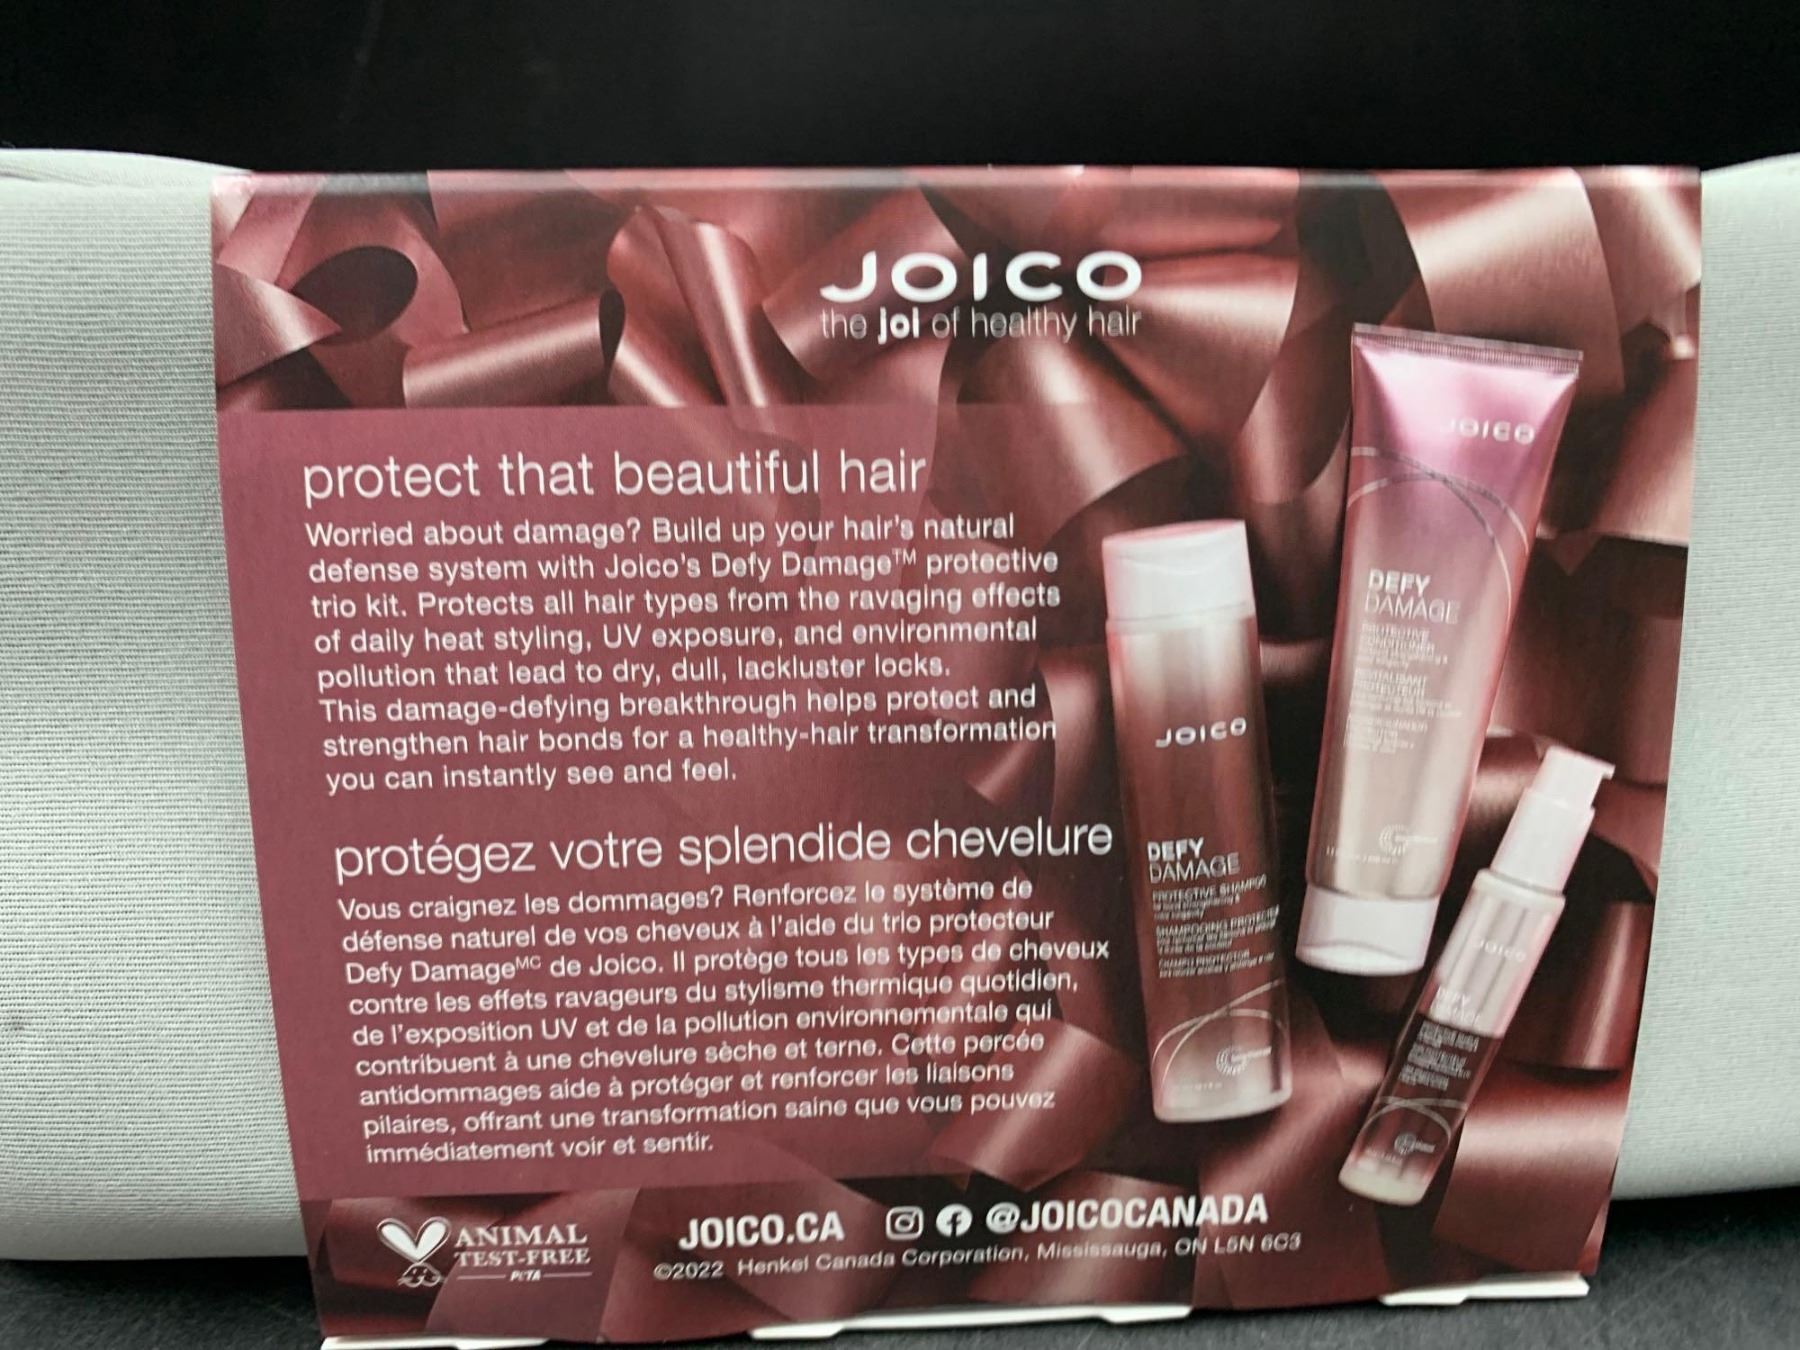 JOICO
the joi of healthy hair
protect that beautiful hair
Worried about damage? Build up your hair's natural
defense system with Joico's Defy Damage™ protective
trio kit. Protects all hair types from the ravaging effects
of daily heat styling, UV exposure, and environmental
pollution that lead to dry, dull, lackluster locks.
This damage-defying breakthrough helps protect and
strengthen hair bonds for a healthy-hair transformation
you can instantly see and feel.
protégez votre splendide chevelure
Vous craignez les dommages? Renforcez le système de
défense naturel de vos cheveux à l'aide du trio protecteur
Defy Damageᴹᶜ de Joico. Il protège tous les types de cheveux
contre les effets ravageurs du stylisme thermique quotidien,
de l'exposition UV et de la pollution environnementale qui
contribuent à une chevelure sèche et terne. Cette percée
antidommages aide à protéger et renforcer les liaisons
pilaires, offrant une transformation saine que vous pouvez
immédiatement voir et sentir.
JOICO
DEFY
DAMAGE
PROTECTIVE SHAMPOO
JOICO
DEFY
DAMAGE
PROTECTIVE
CONDITIONER
JOICO
DEFY
DAMAGE
ANIMAL
TEST-FREE
PETA
JOICO.CA @JOICOCANADA
©2022 Henkel Canada Corporation, Mississauga, ON L5N 6C3